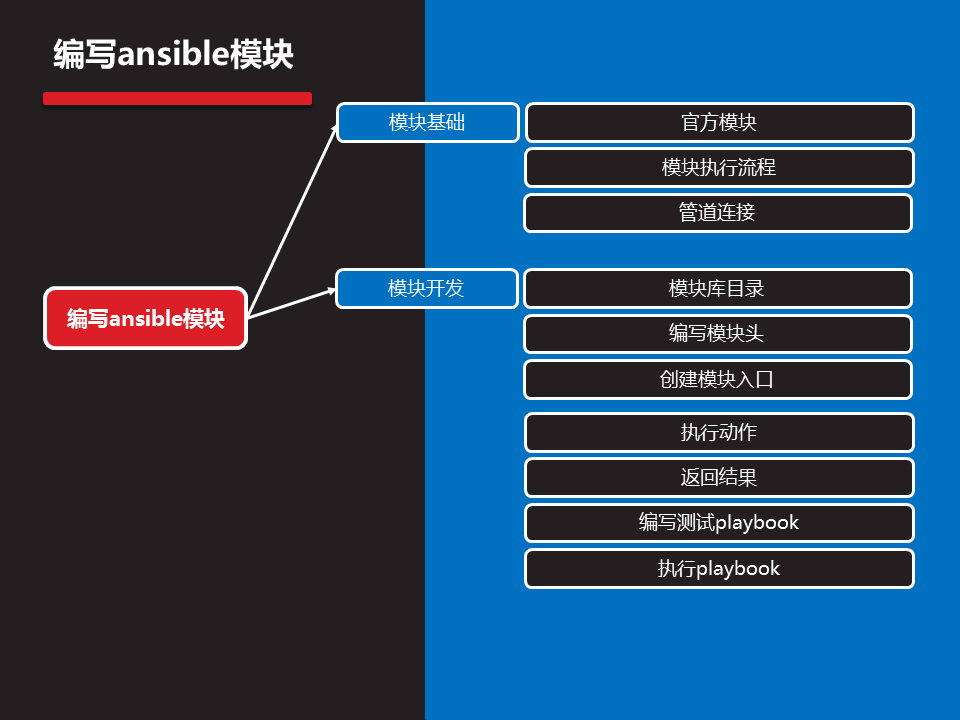 编写ansible模块
模块基础
官方模块
模块执行流程
管道连接
编写ansible模块
模块开发
模块库目录
编写模块头
创建模块入口
执行动作
返回结果
编写测试playbook
执行playbook